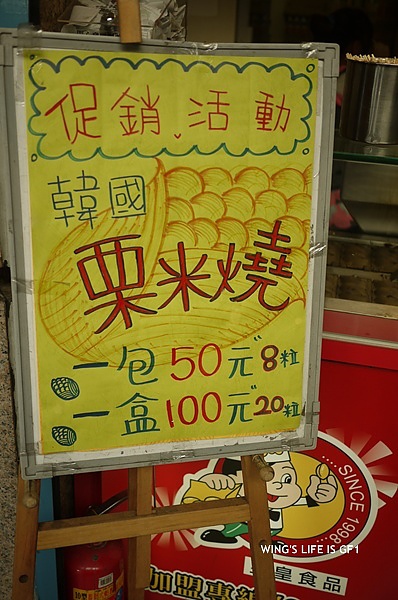 促銷活動
韓國
栗米燒
一包50元8粒
一盒100元20粒
SINCE 1998
WING'S LIFE IS GF1
皇食品
加盟專